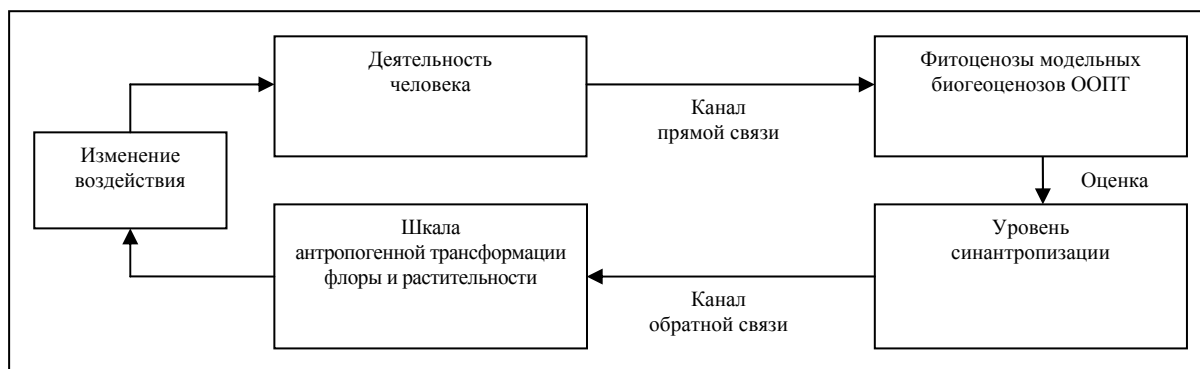 Деятельность
человека
Канал
прямой связи
Фитоценозы модельных
биогеоценозов ООПТ
Оценка
Уровень
синантропизации
Канал
обратной связи
Шкала
антропогенной трансформации
флоры и растительности
Изменение
воздействия